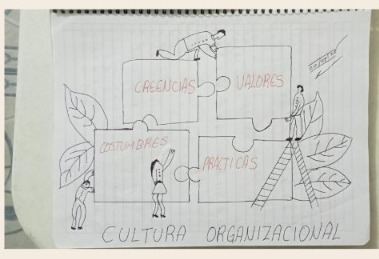 CREENCIAS
VALORES
COSTUMBRES
PRACTICAS
CULTURA ORGANIZACIONAL